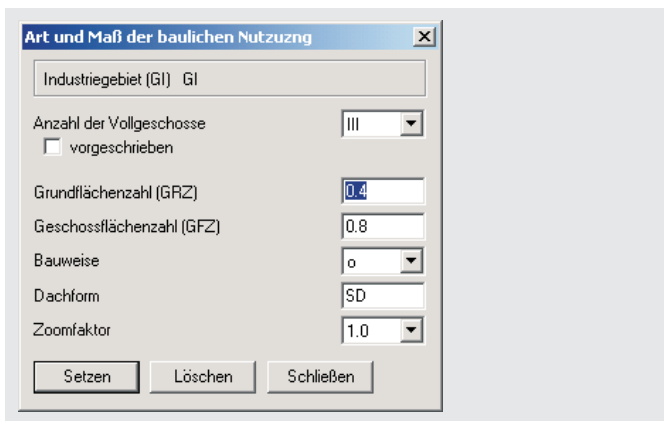 Art und Maß der baulichen Nutzuzng
Industriegebiet (GI) GI
Anzahl der Vollgeschosse III
vorgeschrieben
Grundflächenzahl (GRZ) 0.4
Geschossflächenzahl (GFZ) 0.8
Bauweise o
Dachform SD
Zoomfaktor 1.0
Setzen Löschen Schließen